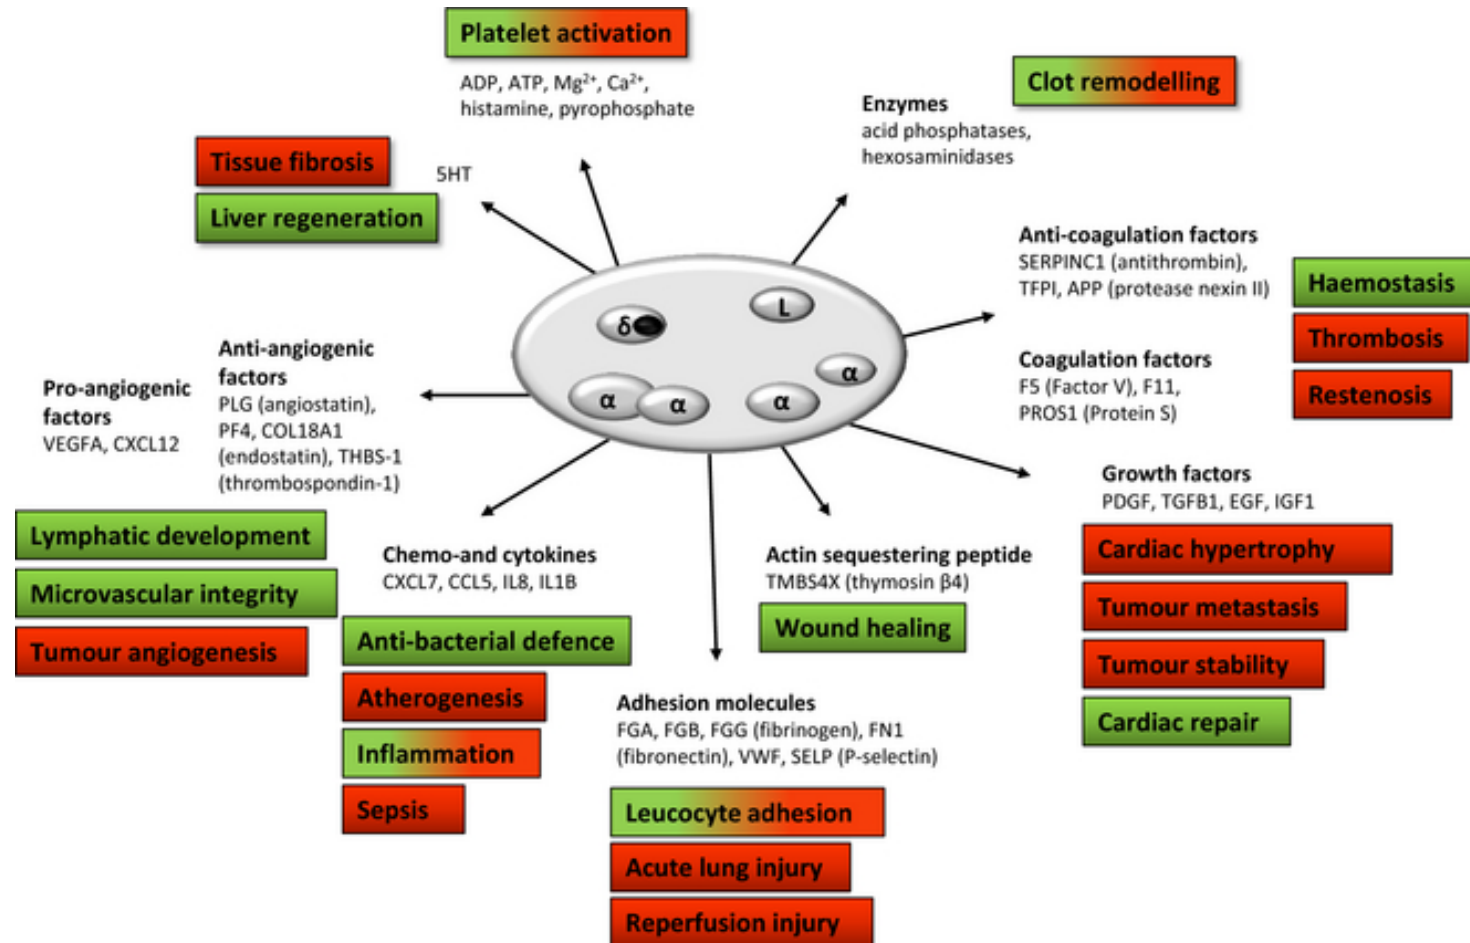 Platelet activation
ADP, ATP, Mg²⁺, Ca²⁺,
histamine, pyrophosphate
Clot remodelling
Enzymes
acid phosphatases,
hexosaminidases
Tissue fibrosis
5HT
Liver regeneration
Anti-coagulation factors
SERPINC1 (antithrombin),
TFPI, APP (protease nexin II)
Haemostasis
Thrombosis
Restenosis
Coagulation factors
F5 (Factor V), F11,
PROS1 (Protein S)
δ
L
α
α
α
α
Anti-angiogenic
factors
PLG (angiostatin),
PF4, COL18A1
(endostatin), THBS-1
(thrombospondin-1)
Pro-angiogenic
factors
VEGFA, CXCL12
Lymphatic development
Microvascular integrity
Tumour angiogenesis
Chemo-and cytokines
CXCL7, CCL5, IL8, IL1B
Anti-bacterial defence
Atherogenesis
Inflammation
Sepsis
Adhesion molecules
FGA, FGB, FGG (fibrinogen), FN1
(fibronectin), VWF, SELP (P-selectin)
Leucocyte adhesion
Acute lung injury
Reperfusion injury
Actin sequestering peptide
TMBS4X (thymosin β4)
Wound healing
Growth factors
PDGF, TGFB1, EGF, IGF1
Cardiac hypertrophy
Tumour metastasis
Tumour stability
Cardiac repair